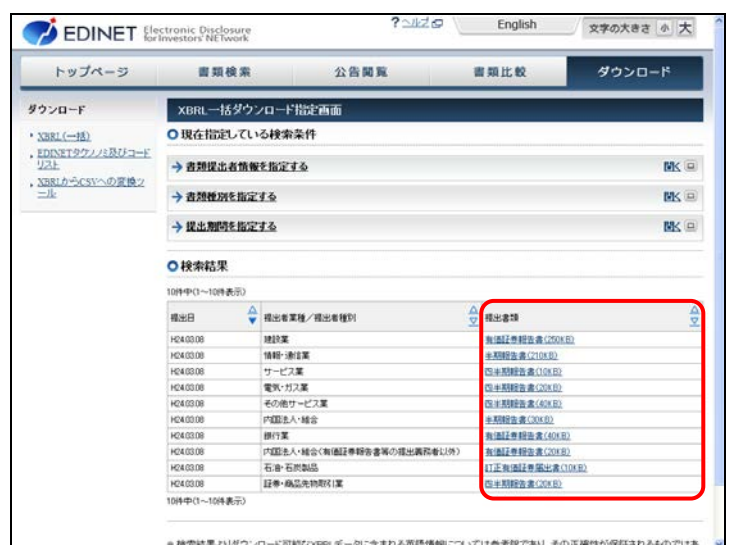 EDINET Electronic Disclosure for Investors' NETwork
?ヘルプ English 文字の大きさ 小 大
トップページ 書類検索 公告閲覧 書類比較 ダウンロード
ダウンロード
XBRL(一括)
EDINETタクソノミ及びコード
リスト
XBRLからCSVへの変換ツ
ール
XBRL一括ダウンロード指定画面
現在指定している検索条件
書類提出者情報を指定する 開く
書類種別を指定する 開く
提出期間を指定する 開く
検索結果
10件中(1～10件表示)
提出日 提出者業種／提出者種別 提出書類
H24.03.08 建設業 有価証券報告書(250KB)
H24.03.08 情報・通信業 半期報告書(210KB)
H24.03.08 サービス業 四半期報告書(10KB)
H24.03.08 電気・ガス業 四半期報告書(20KB)
H24.03.08 その他サービス業 四半期報告書(40KB)
H24.03.08 内国法人・組合 半期報告書(30KB)
H24.03.08 銀行業 有価証券報告書(40KB)
H24.03.08 内国法人・組合(有価証券報告書等の提出義務者以外) 有価証券報告書(20KB)
H24.03.08 石油・石炭製品 訂正有価証券届出書(10KB)
H24.03.08 証券・商品先物取引業 四半期報告書(20KB)
10件中(1～10件表示)